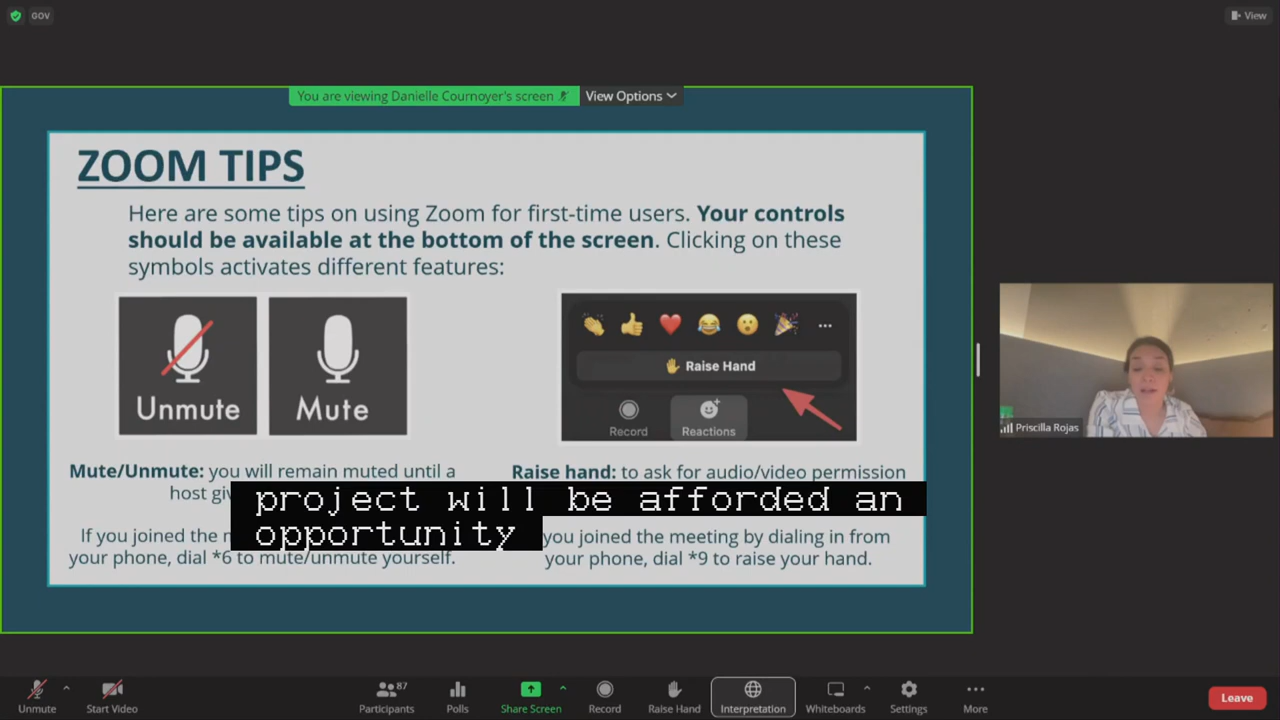 GOV
View
You are viewing Danielle Cournoyer's screen
View Options
ZOOM TIPS
Here are some tips on using Zoom for first-time users. Your controls
should be available at the bottom of the screen. Clicking on these
symbols activates different features:
Unmute
Mute
Raise Hand
Record
Reactions
Mute/Unmute: you will remain muted until a
host
If you joined the
your phone, dial *6 to mute/unmute yourself.
Raise hand: to ask for audio/video permission
you joined the meeting by dialing in from
your phone, dial *9 to raise your hand.
project will be afforded an
opportunity
Priscilla Rojas
Unmute
Start Video
87
Participants
Polls
Share Screen
Record
Raise Hand
Interpretation
Whiteboards
Settings
More
Leave